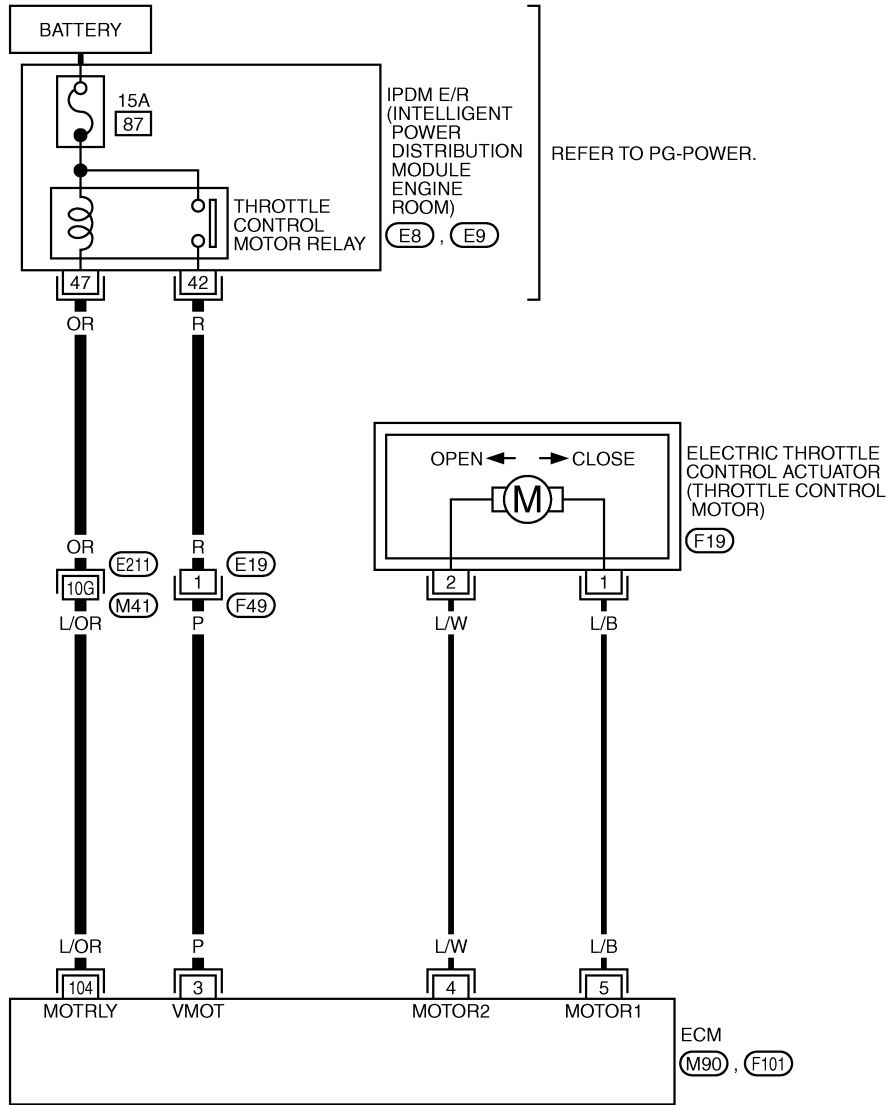 BATTERY
15A
87
IPDM E/R
(INTELLIGENT
POWER
DISTRIBUTION
MODULE
ENGINE
ROOM)
E8 , E9
REFER TO PG-POWER.
THROTTLE
CONTROL
MOTOR RELAY
47 42
OR R
OPEN CLOSE
M
ELECTRIC THROTTLE
CONTROL ACTUATOR
(THROTTLE CONTROL
MOTOR)
F19
OR R
E211 E19
10G 1
M41 F49
2 1
L/OR P L/W L/B
L/OR P L/W L/B
104 3 4 5
MOTRLY VMOT MOTOR2 MOTOR1
ECM
M90 , F101